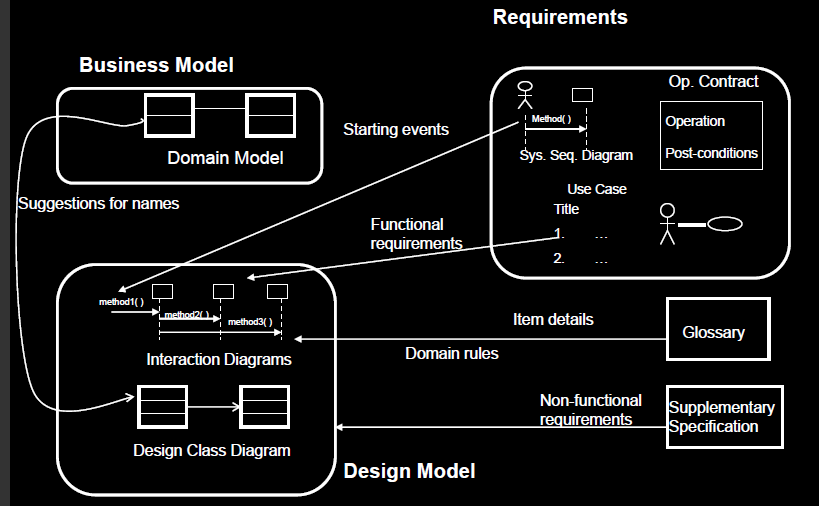 Requirements
Business Model
Op. Contract
Method( )
Operation
Starting events
Post-conditions
Sys. Seq. Diagram
Domain Model
Use Case
Suggestions for names
Title
Functional
requirements
1. ...
2. ...
method1( )
method2( )
method3( )
Item details
Glossary
Interaction Diagrams
Domain rules
Non-functional
requirements
Supplementary
Specification
Design Class Diagram
Design Model